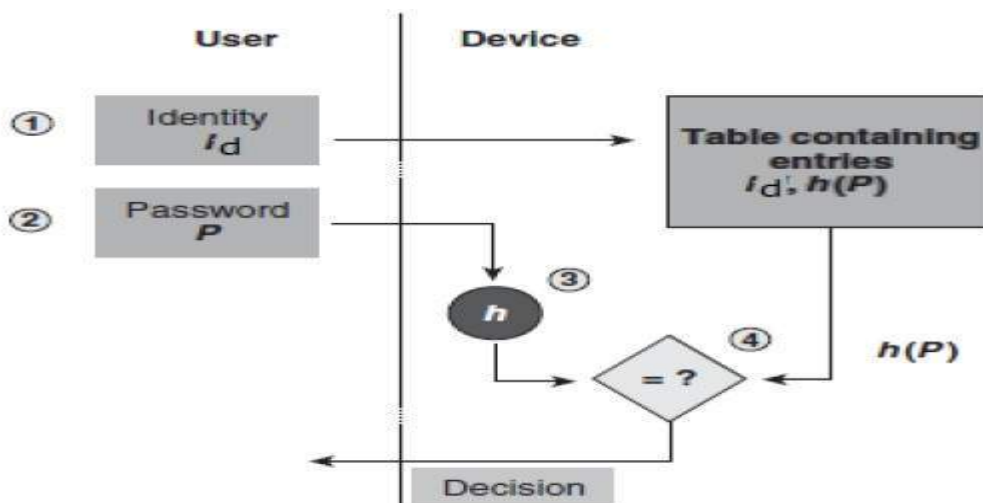 User
Device
①
Identity
id
Table containing
entries
id', h(P)
②
Password
P
③
h
④
= ?
h(P)
Decision